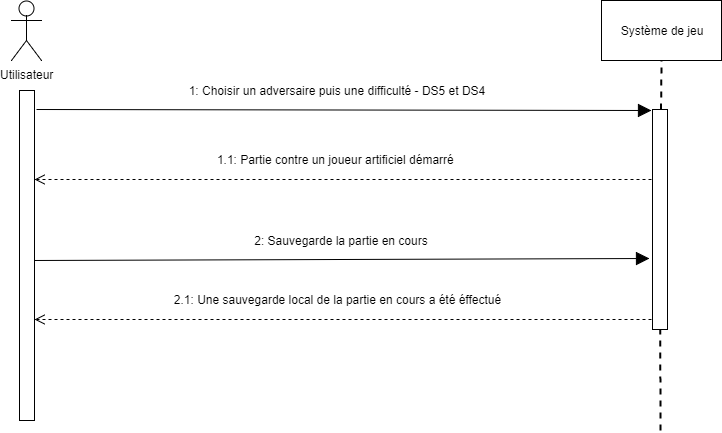 Système de jeu
Utilisateur
1: Choisir un adversaire puis une difficulté - DS5 et DS4
1.1: Partie contre un joueur artificiel démarré
2: Sauvegarde la partie en cours
2.1: Une sauvegarde local de la partie en cours a été éffectué